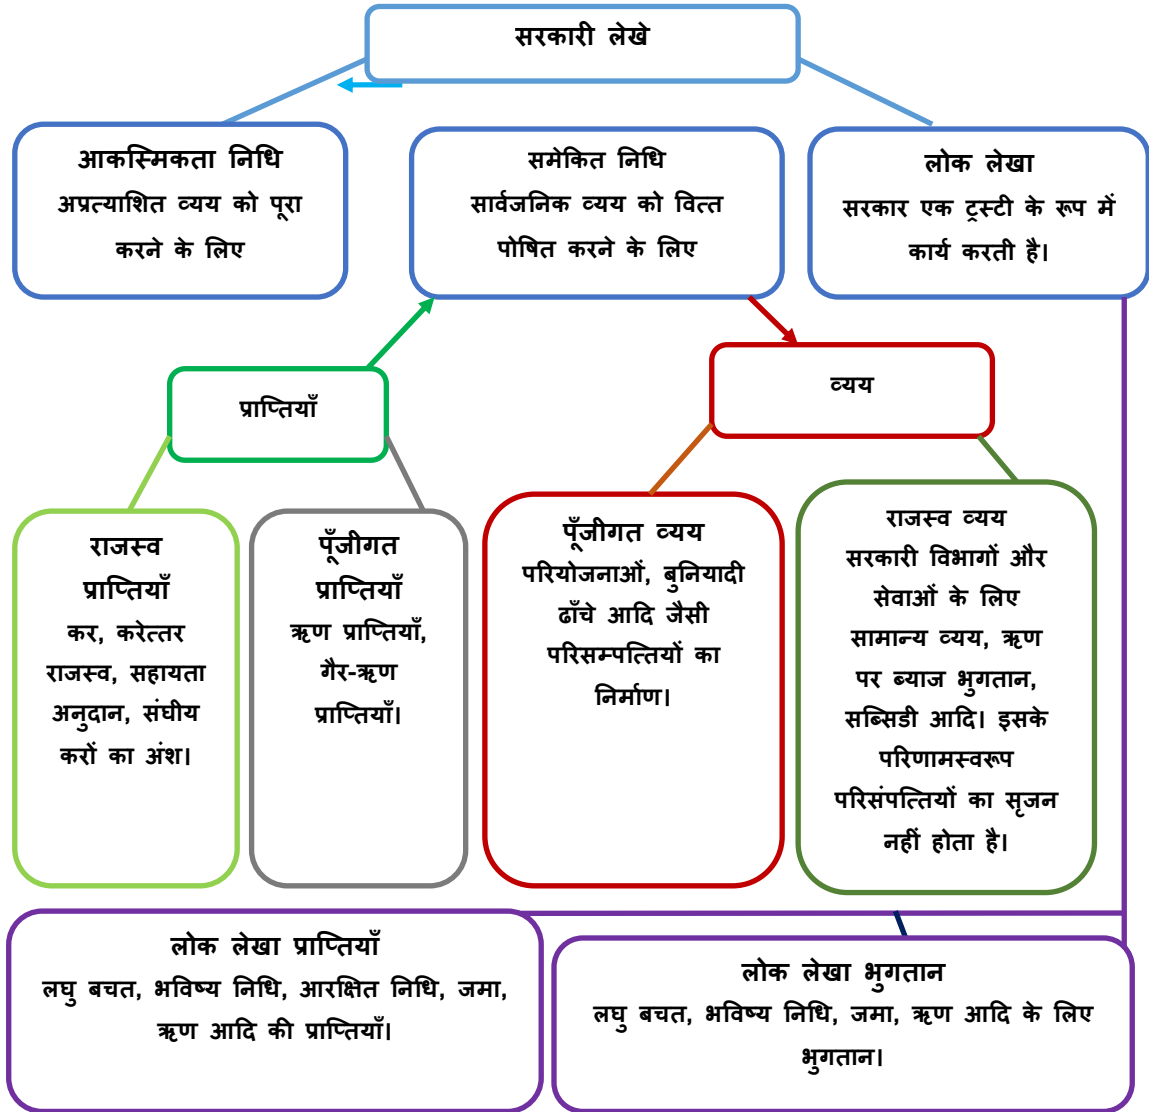 सरकारी लेखे
आकस्मिकता निधि
अप्रत्याशित व्यय को पूरा
करने के लिए
समेकित निधि
सार्वजनिक व्यय को वित्त
पोषित करने के लिए
लोक लेखा
सरकार एक ट्रस्टी के रूप में
कार्य करती है।
प्राप्तियाँ
व्यय
राजस्व
प्राप्तियाँ
कर, करेत्तर
राजस्व, सहायता
अनुदान, संघीय
करों का अंश।
पूँजीगत
प्राप्तियाँ
ऋण प्राप्तियाँ,
गैर-ऋण
प्राप्तियाँ।
पूँजीगत व्यय
परियोजनाओं, बुनियादी
ढाँचे आदि जैसी
परिसम्पत्तियों का
निर्माण।
राजस्व व्यय
सरकारी विभागों और
सेवाओं के लिए
सामान्य व्यय, ऋण
पर ब्याज भुगतान,
सब्सिडी आदि। इसके
परिणामस्वरूप
परिसंपत्तियों का सृजन
नहीं होता है।
लोक लेखा प्राप्तियाँ
लघु बचत, भविष्य निधि, आरक्षित निधि, जमा,
ऋण आदि की प्राप्तियाँ।
लोक लेखा भुगतान
लघु बचत, भविष्य निधि, जमा, ऋण आदि के लिए
भुगतान।